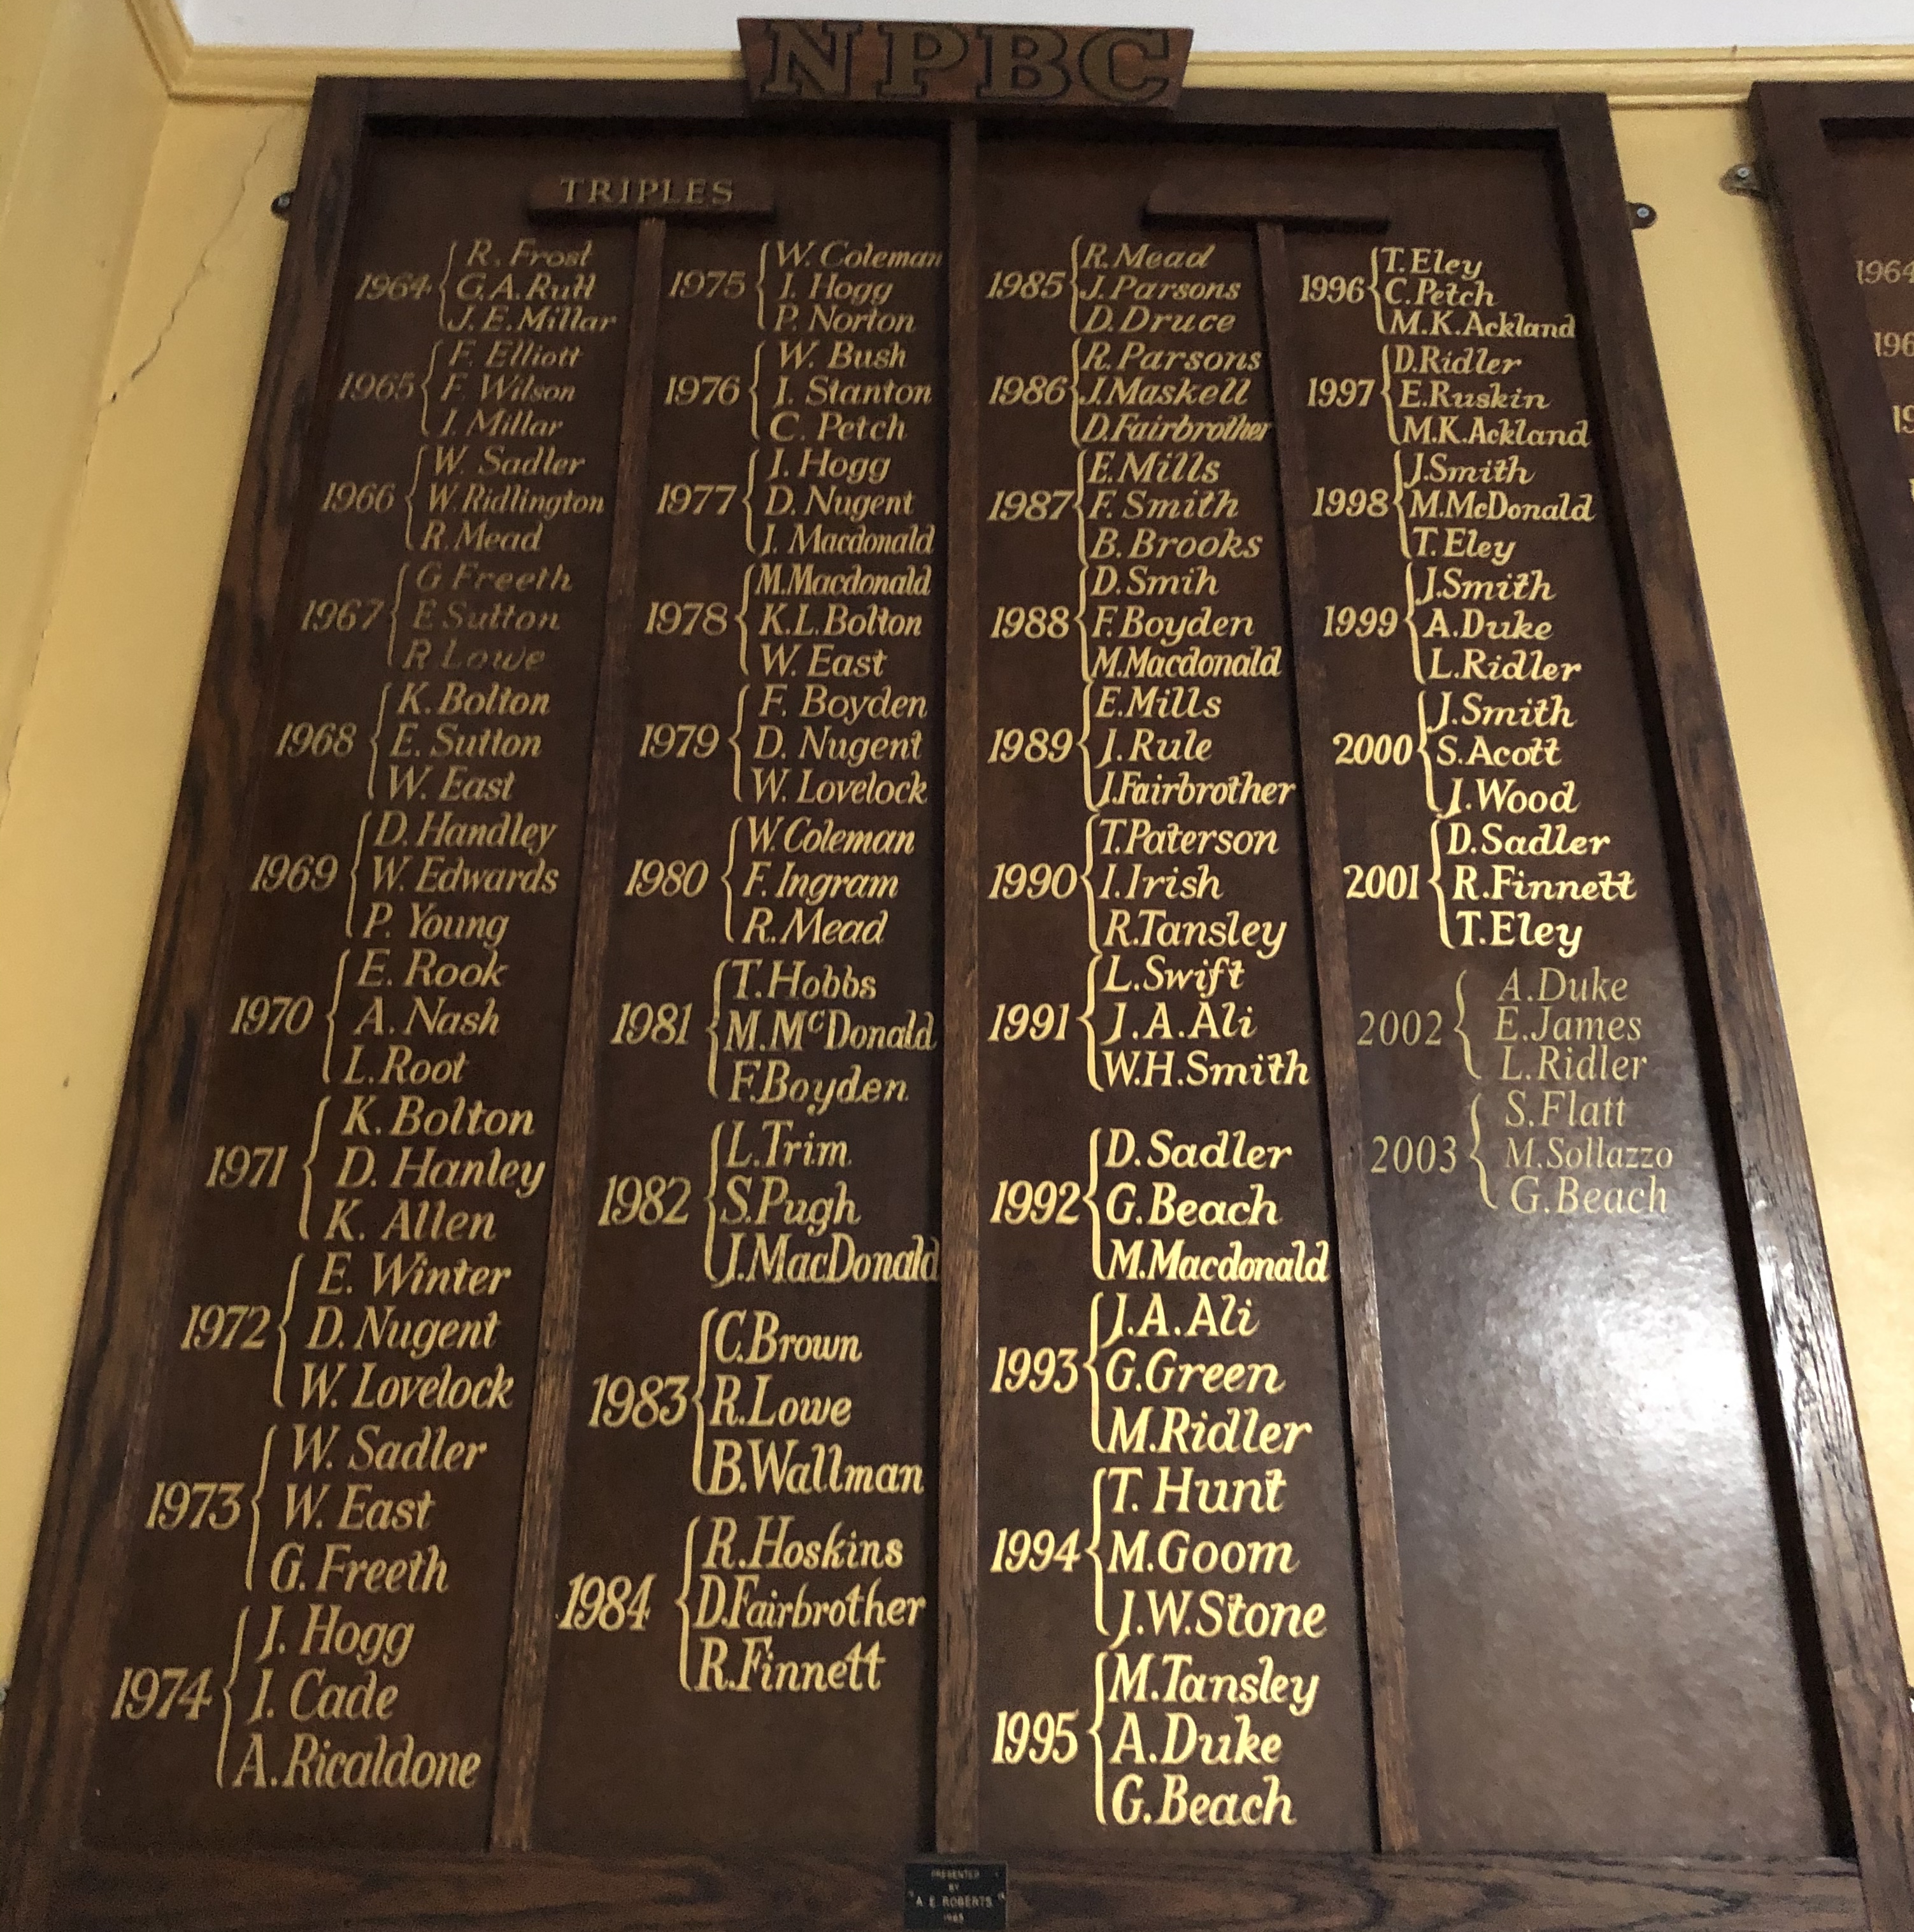 NPBC
TRIPLES
1964
R. Frost
G.A.Rutt
J.E.Millar
1965
F. Elliott
F. Wilson
I. Millar
1966
W. Sadler
W.Ridlington
R.Mead
1967
G Freeth
E Sutton
R Lowe
1968
K. Bolton
E. Sutton
W. East
1969
D. Handley
W. Edwards
P. Young
1970
E. Rook
A. Nash
L.Root
1971
K. Bolton
D. Hanley
K. Allen
1972
E. Winter
D. Nugent
W. Lovelock
1973
W. Sadler
W. East
G. Freeth
1974
J. Hogg
I. Cade
A.Ricaldone
1975
W. Coleman
I. Hogg
P. Norton
1976
W. Bush
I. Stanton
C. Petch
1977
I. Hogg
D. Nugent
J. Macdonald
1978
M.Macdonald
K.L.Bolton
W. East
1979
F. Boyden
D. Nugent
W. Lovelock
1980
W. Coleman
F. Ingram
R.Mead
1981
T.Hobbs
M.McDonald
F.Boyden
1982
L.Trim
S.Pugh
J.MacDonald
1983
C.Brown
R.Lowe
B.Wallman
1984
R.Hoskins
D.Fairbrother
R.Finnett
1985
R.Mead
J.Parsons
D.Druce
1986
R.Parsons
J.Maskell
D.Fairbrother
1987
E.Mills
F. Smith
B.Brooks
1988
D.Smih
F.Boyden
M.Macdonald
1989
E.Mills
J.Rule
J.Fairbrother
1990
T.Paterson
I.Irish
R.Tansley
1991
L.Swift
J.A.Ali
W.H.Smith
1992
D.Sadler
G.Beach
M.Macdonald
1993
J.A.Ali
G.Green
M.Ridler
1994
T. Hunt
M.Goom
J.W.Stone
1995
M.Tansley
A.Duke
G.Beach
1996
T.Eley
C.Petch
M.K.Ackland
1997
D.Ridler
E.Ruskin
M.K.Ackland
1998
J.Smith
M.McDonald
T.Eley
1999
J.Smith
A.Duke
L.Ridler
2000
J.Smith
S.Acott
J.Wood
2001
D.Sadler
R.Finnett
T.Eley
2002
A.Duke
E.James
L.Ridler
2003
S.Flatt
M.Sollazzo
G.Beach
PRESENTED
BY
A. E. ROBERTS
1964